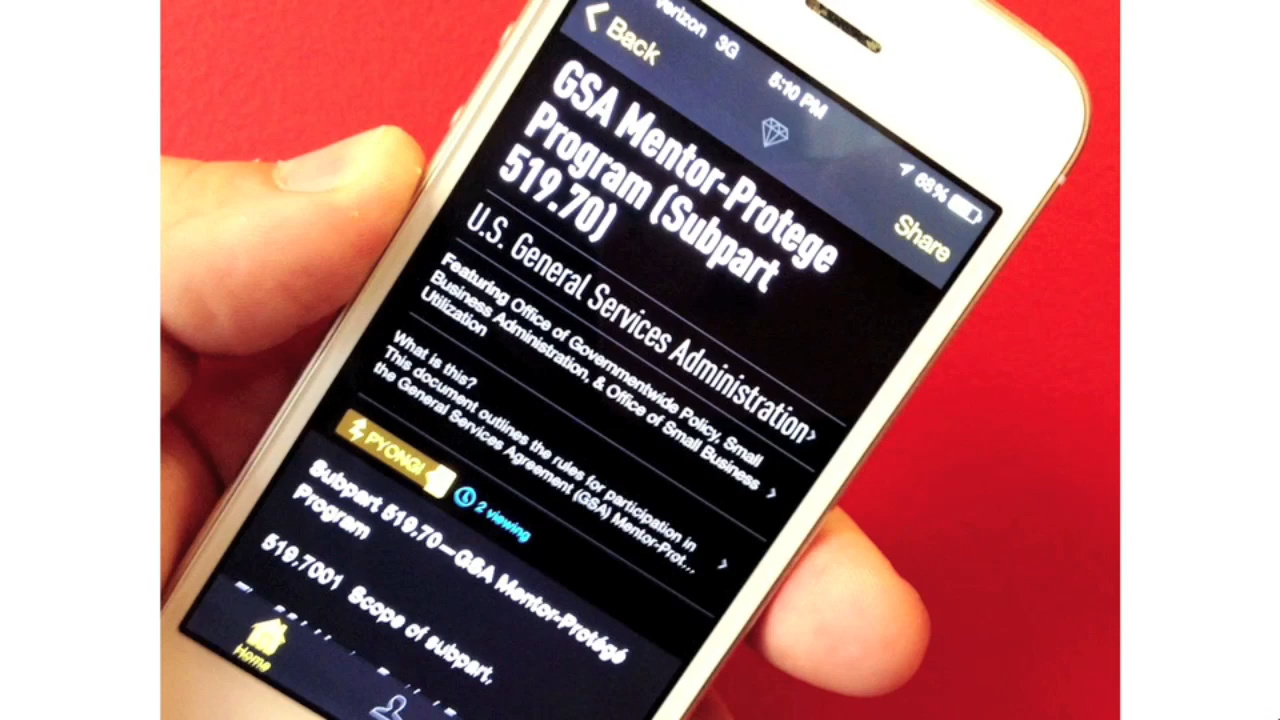 verizon 3G 5:10 PM 68%
Back
Share
GSA Mentor-Protege
Program (Subpart
519.70)
U.S. General Services Administration
Featuring Office of Governmentwide Policy, Small
Business Administration, & Office of Small Business
Utilization
What is this?
This document outlines the rules for participation in
the General Services Agreement (GSA) Mentor-Prot...
PYONG!
2 viewing
Subpart 519.70—GSA Mentor-Protégé
Program
519.7001 Scope of subpart.
Home